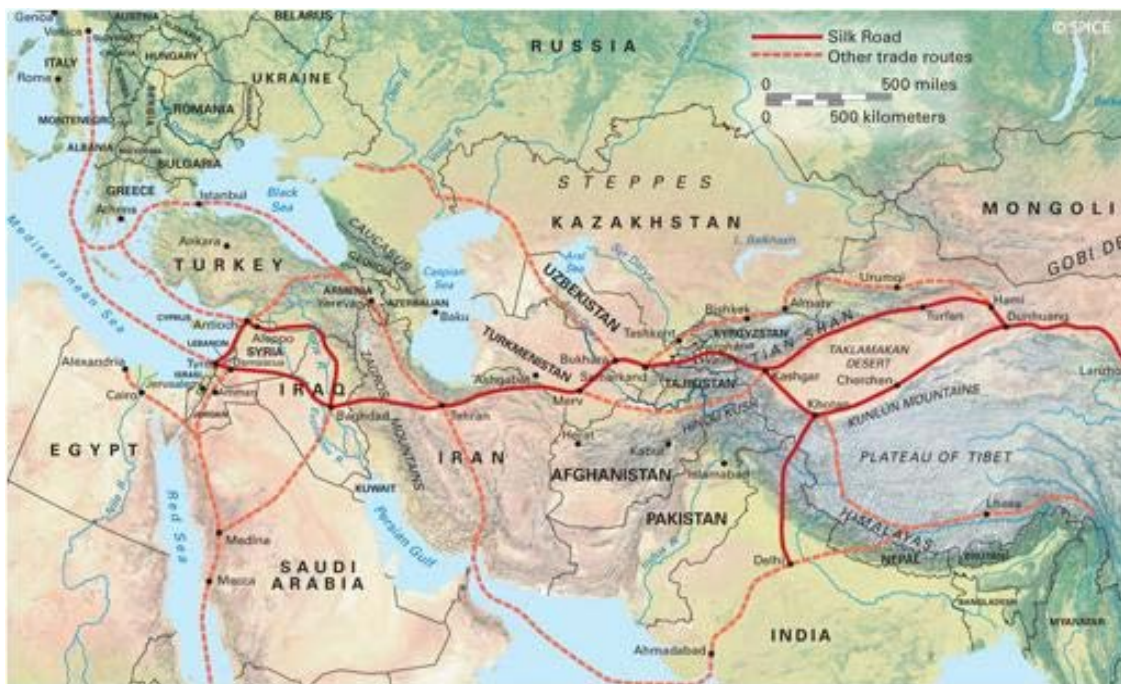 Genoa
Venice
AUSTRIA
BELARUS
RUSSIA
© SPICE
Silk Road
Other trade routes
0 500 miles
0 500 kilometers
ITALY
HUNGARY
UKRAINE
Rome
ROMANIA
MONTENEGRO
ALBANIA
BULGARIA
GREECE
Istanbul
Black
Sea
Athens
Ankara
TURKEY
CAUCASUS
GEORGIA
ARMENIA
Yerevan
AZERBAIJAN
Baku
Caspian
Sea
STEPPES
KAZAKHSTAN
Aral
Sea
Syr Darya
L. Balkhash
MONGOLI
GOBI DE
Mediterranean Sea
CYPRUS
Antioch
Aleppo
LEBANON
SYRIA
Tyre
Damascus
ISRAEL
Jerusalem
Amman
JORDAN
Alexandria
Cairo
EGYPT
Nile R.
Red Sea
IRAQ
Baghdad
ZAGROS MOUNTAINS
Tehran
IRAN
KUWAIT
Persian Gulf
Medina
Mecca
SAUDI
ARABIA
UZBEKISTAN
TURKMENISTAN
Ashgabat
Merv
Bukhara
Samarkand
Tashkent
Bishkek
Almaty
KYRGYZSTAN
TAJIKISTAN
TIAN SHAN
Urumqi
Turfan
Hami
Dunhuang
TAKLAMAKAN
DESERT
Kashgar
Cherchen
Khotan
KUNLUN MOUNTAINS
Lanzho
Herat
HINDU KUSH
Kabul
AFGHANISTAN
Islamabad
PAKISTAN
Indus R.
PLATEAU OF TIBET
Lhasa
HIMALAYAS
NEPAL
BHUTAN
BANGLADESH
MYANMAR
Delhi
INDIA
Ahmadabad